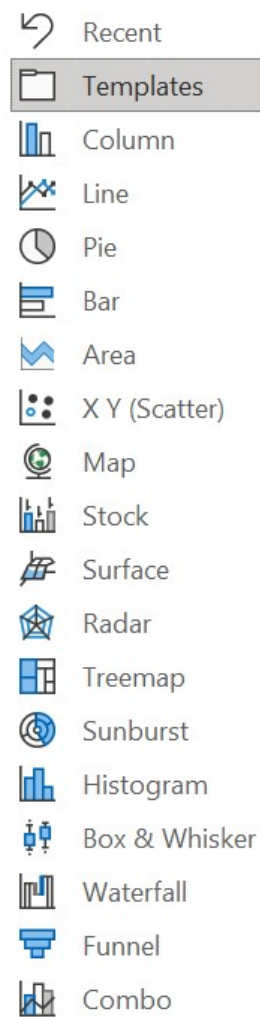 Recent
Templates
Column
Line
Pie
Bar
Area
X Y (Scatter)
Map
Stock
Surface
Radar
Treemap
Sunburst
Histogram
Box & Whisker
Waterfall
Funnel
Combo